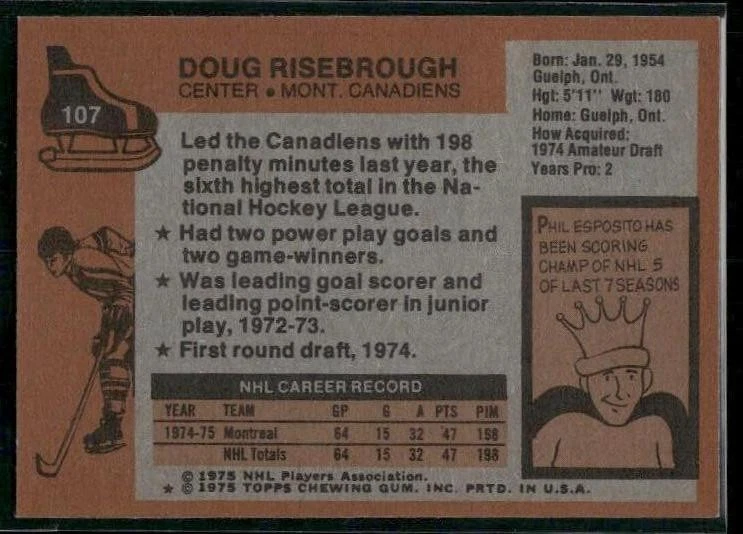 107
DOUG RISEBROUGH
CENTER • MONT. CANADIENS
Born: Jan. 29, 1954
Guelph, Ont.
Hgt: 5'11" Wgt: 180
Home: Guelph, Ont.
How Acquired:
1974 Amateur Draft
Years Pro: 2
Led the Canadiens with 198
penalty minutes last year, the
sixth highest total in the Na-
tional Hockey League.
★ Had two power play goals and
two game-winners.
★ Was leading goal scorer and
leading point-scorer in junior
play, 1972-73.
★ First round draft, 1974.
PHIL ESPOSITO HAS
BEEN SCORING
CHAMP OF NHL 5
OF LAST 7 SEASONS
NHL CAREER RECORD
YEAR TEAM GP G A PTS PIM
1974-75 Montreal 64 15 32 47 198
NHL Totals 64 15 32 47 198
© 1975 NHL Players Association.
★ © 1975 TOPPS CHEWING GUM. INC. PRTD. IN U.S.A.